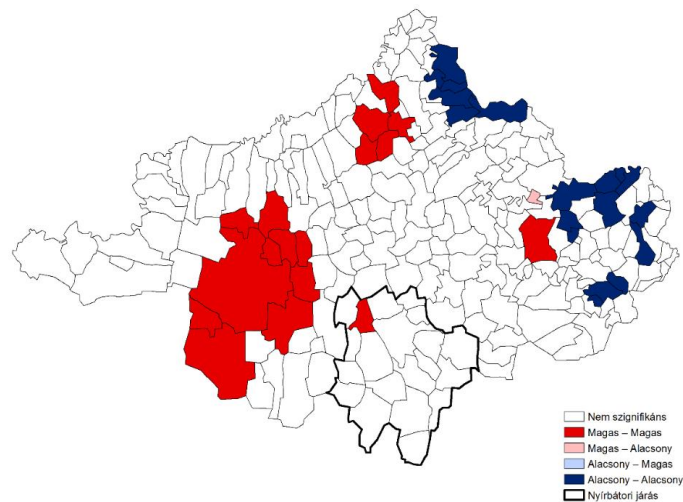 Nem szignifikáns
Magas – Magas
Magas – Alacsony
Alacsony – Magas
Alacsony – Alacsony
Nyírbátori járás